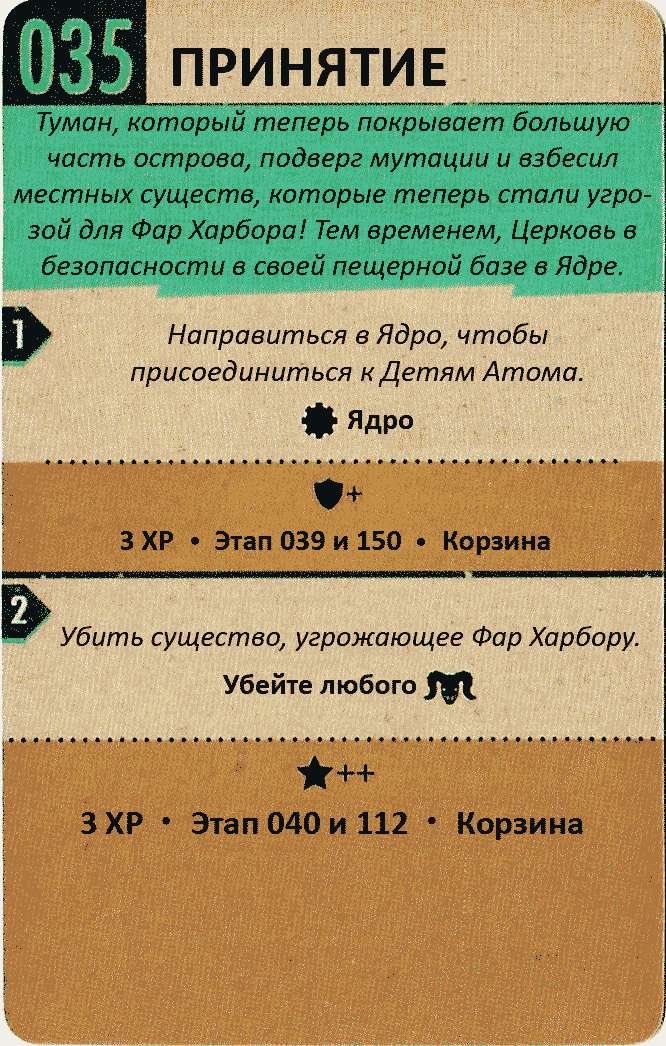 035
ПРИНЯТИЕ
Туман, который теперь покрывает большую
часть острова, подверг мутации и взбесил
местных существ, которые теперь стали угро-
зой для Фар Харбора! Тем временем, Церковь в
безопасности в своей пещерной базе в Ядре.
1
Направиться в Ядро, чтобы
присоединиться к Детям Атома.
Ядро
+
3 XP • Этап 039 и 150 • Корзина
2
Убить существо, угрожающее Фар Харбору.
Убейте любого
++
3 XP • Этап 040 и 112 • Корзина